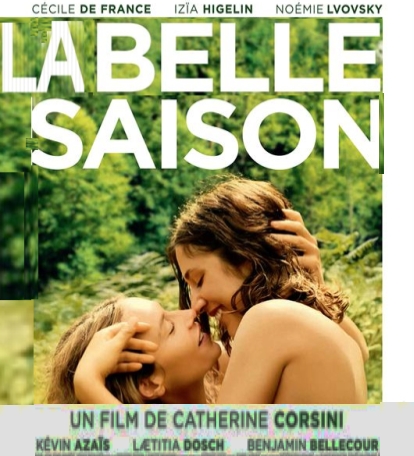 CÉCILE DE FRANCE IZÏA HIGELIN NOÉMIE LVOVSKY
LA BELLE
SAISON
UN FILM DE CATHERINE CORSINI
KÉVIN AZAÏS LÆTITIA DOSCH BENJAMIN BELLECOUR